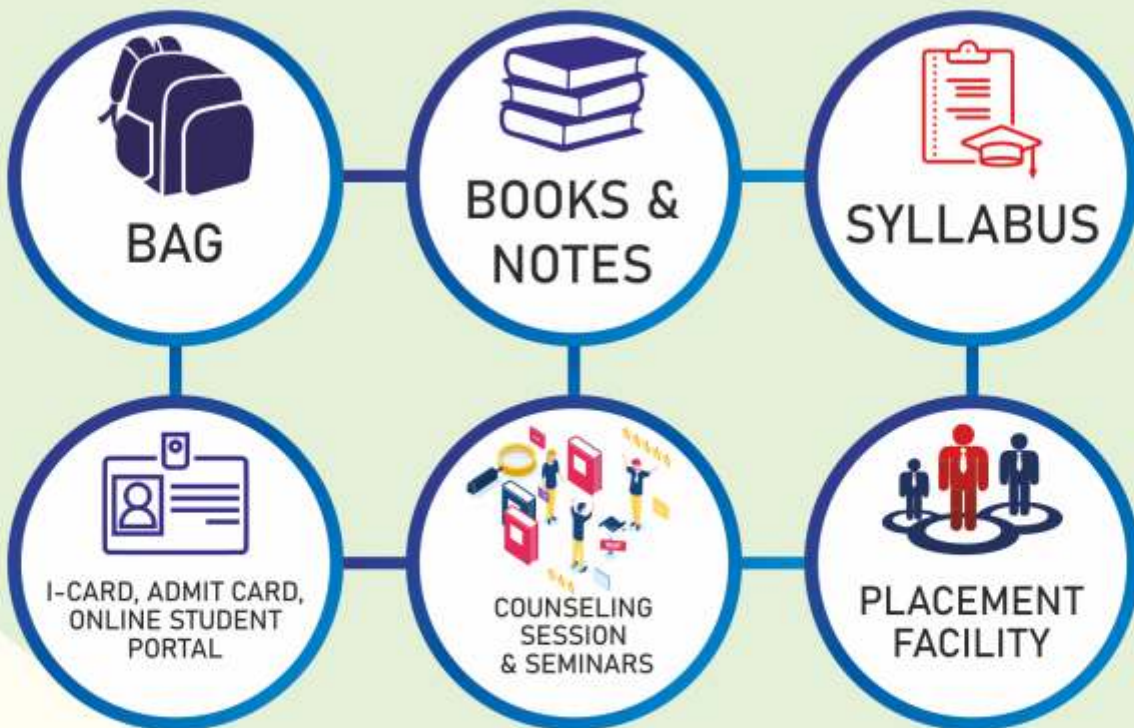 BAG
BOOKS &
NOTES
SYLLABUS
I-CARD, ADMIT CARD,
ONLINE STUDENT
PORTAL
COUNSELING
SESSION
& SEMINARS
PLACEMENT
FACILITY